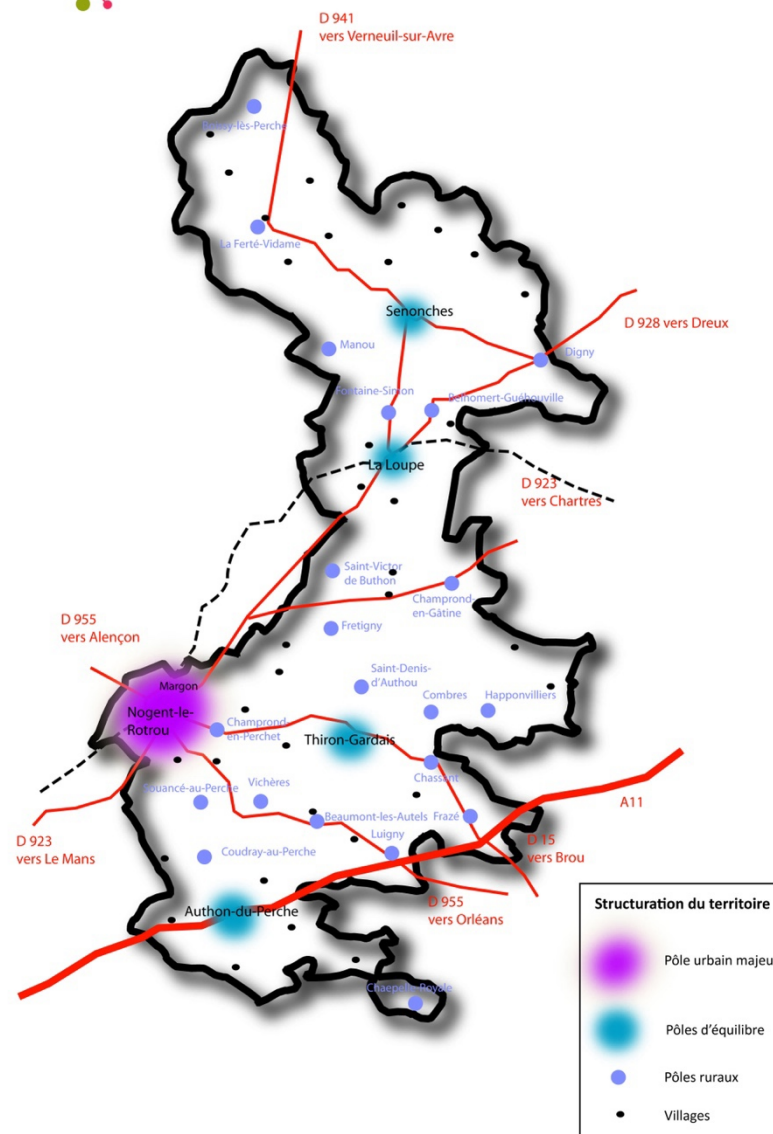 D 941
vers Verneuil-sur-Avre
Boissy-lès-Perche
La Ferté-Vidame
Senonches
D 928 vers Dreux
Manou
Digny
Fontaine-Simon
Belhomert-Guéhouville
La Loupe
D 923
vers Chartres
Saint-Victor
de Buthon
Champrond-
en-Gâtine
D 955
vers Alençon
Fretigny
Margon
Saint-Denis-
d'Authou
Nogent-le-
Rotrou
Combres
Happonvilliers
Champrond-
en-Perchet
Thiron-Gardais
Chassant
Souancé-au-Perche
Vichères
A11
Beaumont-les-Autels
Frazé
Luigny
D 923
vers Le Mans
D 15
vers Brou
Coudray-au-Perche
D 955
vers Orléans
Authon-du-Perche
Chaepelle-Royale
Structuration du territoire
Pôle urbain majeu
Pôles d'équilibre
Pôles ruraux
Villages